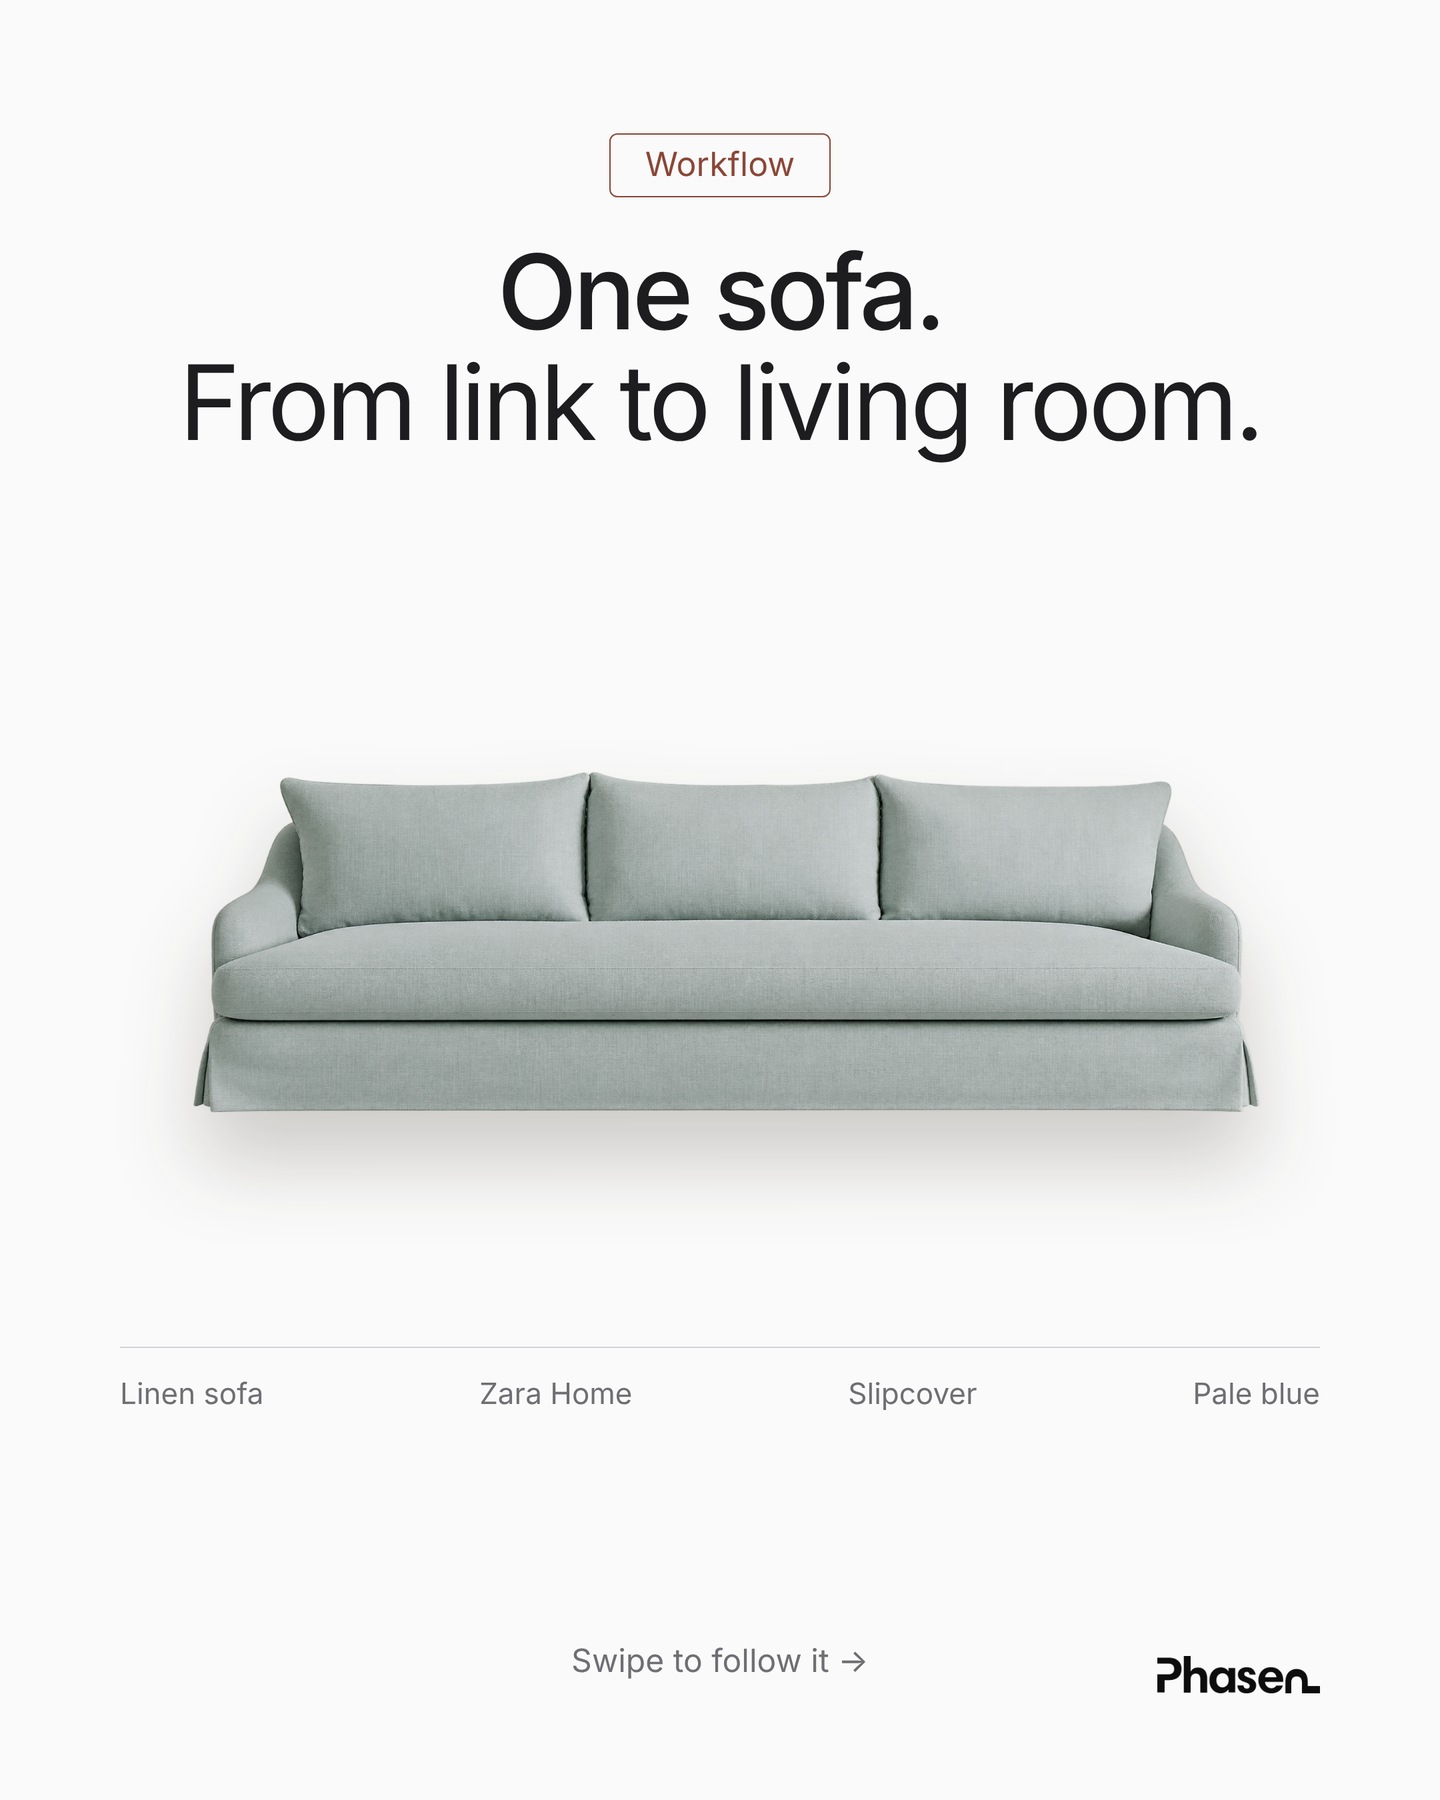 Workflow
One sofa.
From link to living room.
Linen sofa
Zara Home
Slipcover
Pale blue
Swipe to follow it →
Phasen